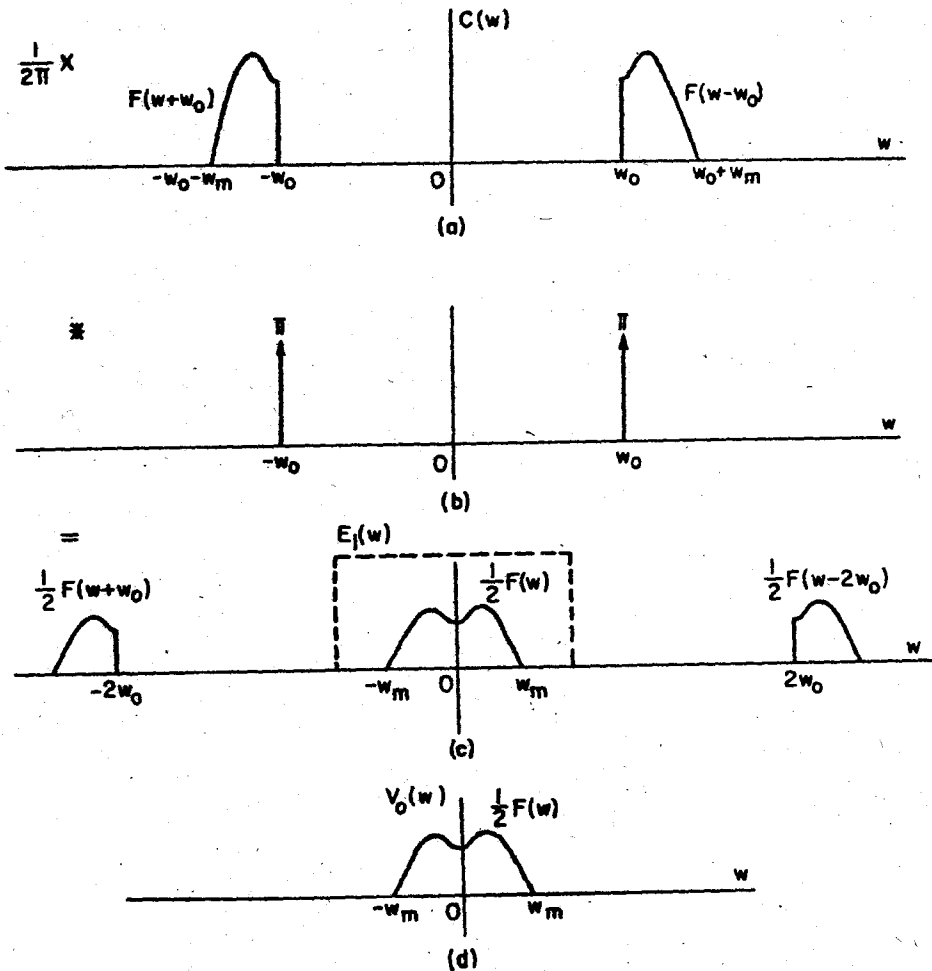 C(w)
1/2π X
F(w+w₀)
F(w-w₀)
w
-w₀-wₘ
-w₀
0
w₀
w₀+wₘ
(a)
*
π
π
w
-w₀
0
w₀
(b)
=
E₁(w)
1/2 F(w+w₀)
1/2 F(w)
1/2 F(w-2w₀)
w
-2w₀
-wₘ
0
wₘ
2w₀
(c)
V₀(w)
1/2 F(w)
w
-wₘ
0
wₘ
(d)